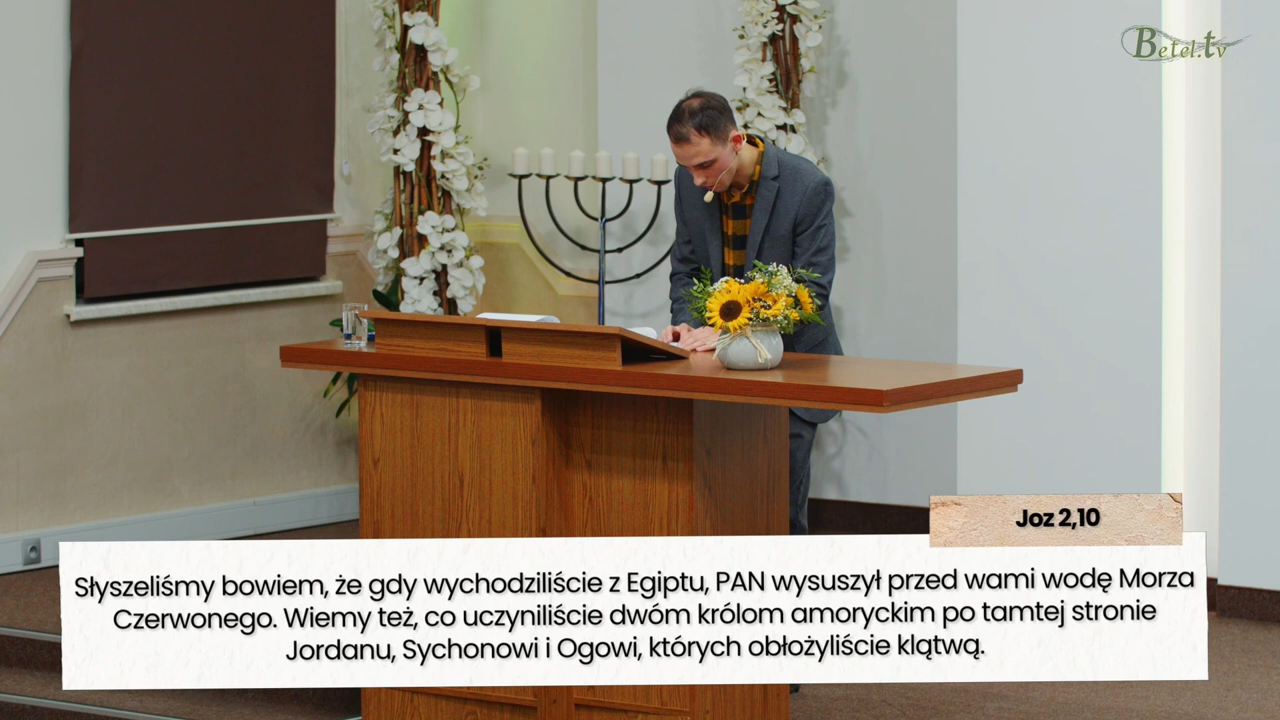 Betel.tv
Joz 2,10
Słyszeliśmy bowiem, że gdy wychodziliście z Egiptu, PAN wysuszył przed wami wodę Morza
Czerwonego. Wiemy też, co uczyniliście dwóm królom amoryckim po tamtej stronie
Jordanu, Sychonowi i Ogowi, których obłożyliście klątwą.